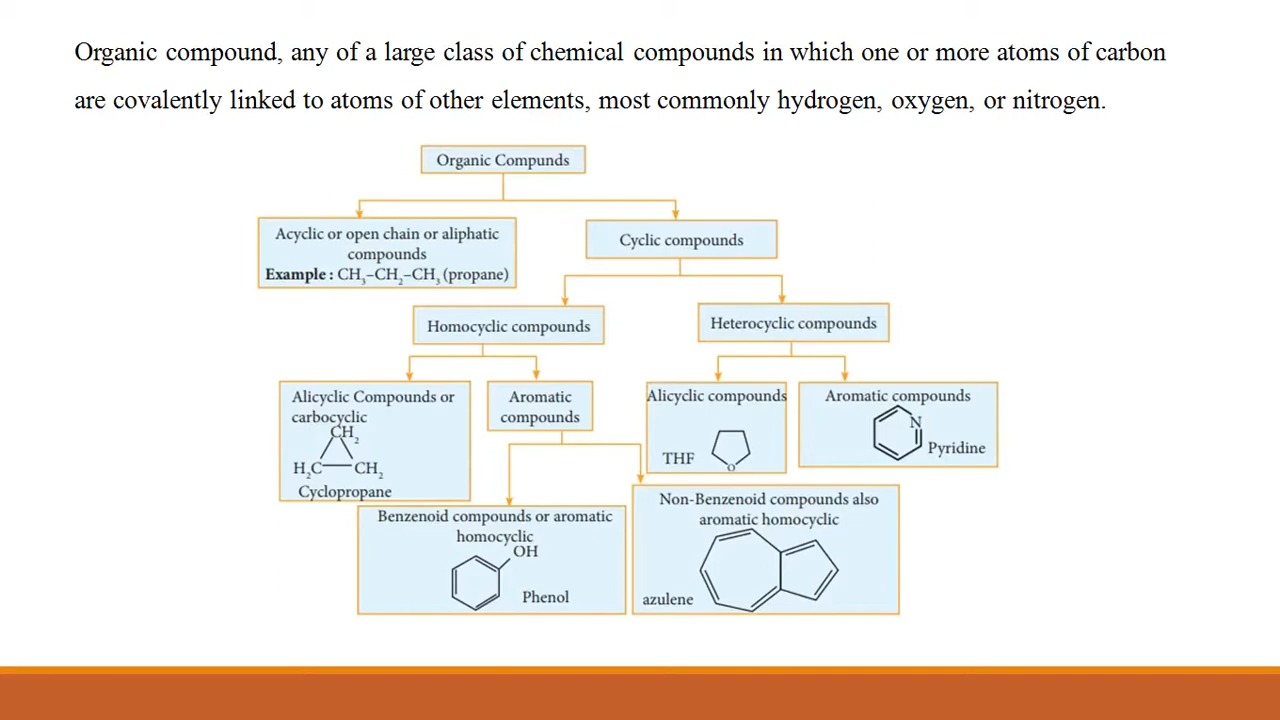 Organic compound, any of a large class of chemical compounds in which one or more atoms of carbon
are covalently linked to atoms of other elements, most commonly hydrogen, oxygen, or nitrogen.
Organic Compunds
Acyclic or open chain or aliphatic
compounds
Example : CH₃–CH₂–CH₃ (propane)
Cyclic compounds
Homocyclic compounds
Heterocyclic compounds
Alicyclic Compounds or
carbocyclic
CH₂
H₂C CH₂
Cyclopropane
Aromatic
compounds
Alicyclic compounds
THF
O
Aromatic compounds
N
Pyridine
Benzenoid compounds or aromatic
homocyclic
OH
Phenol
Non-Benzenoid compounds also
aromatic homocyclic
azulene